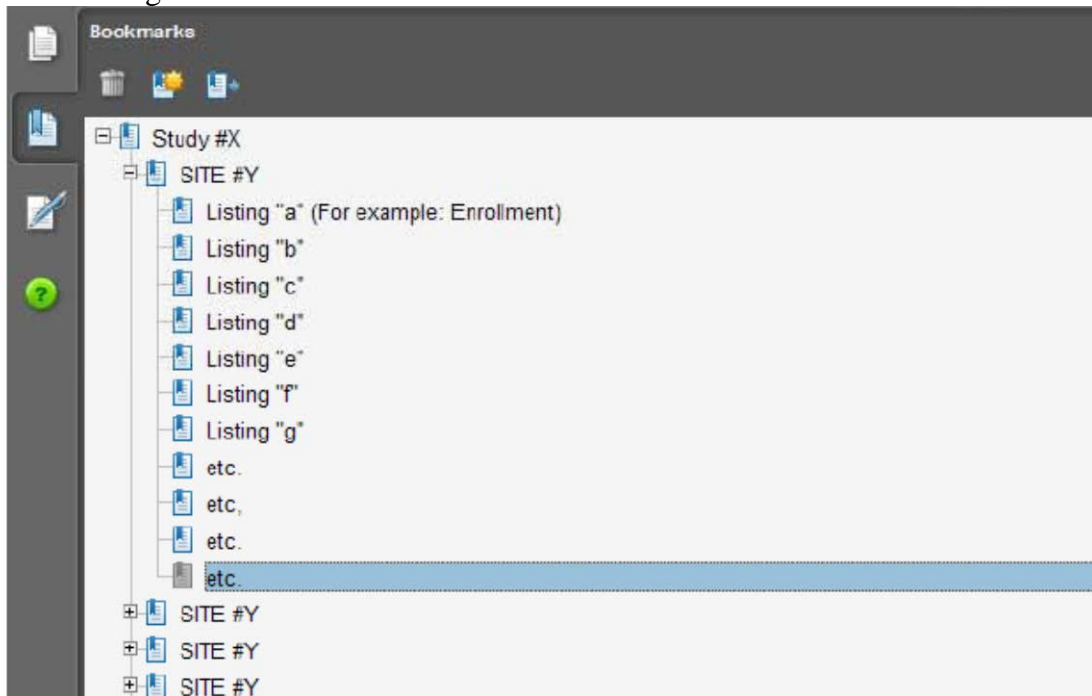 Bookmarks
Study #X
SITE #Y
Listing "a" (For example: Enrollment)
Listing "b"
Listing "c"
Listing "d"
Listing "e"
Listing "f"
Listing "g"
etc.
etc,
etc.
etc.
SITE #Y
SITE #Y
SITE #Y
?